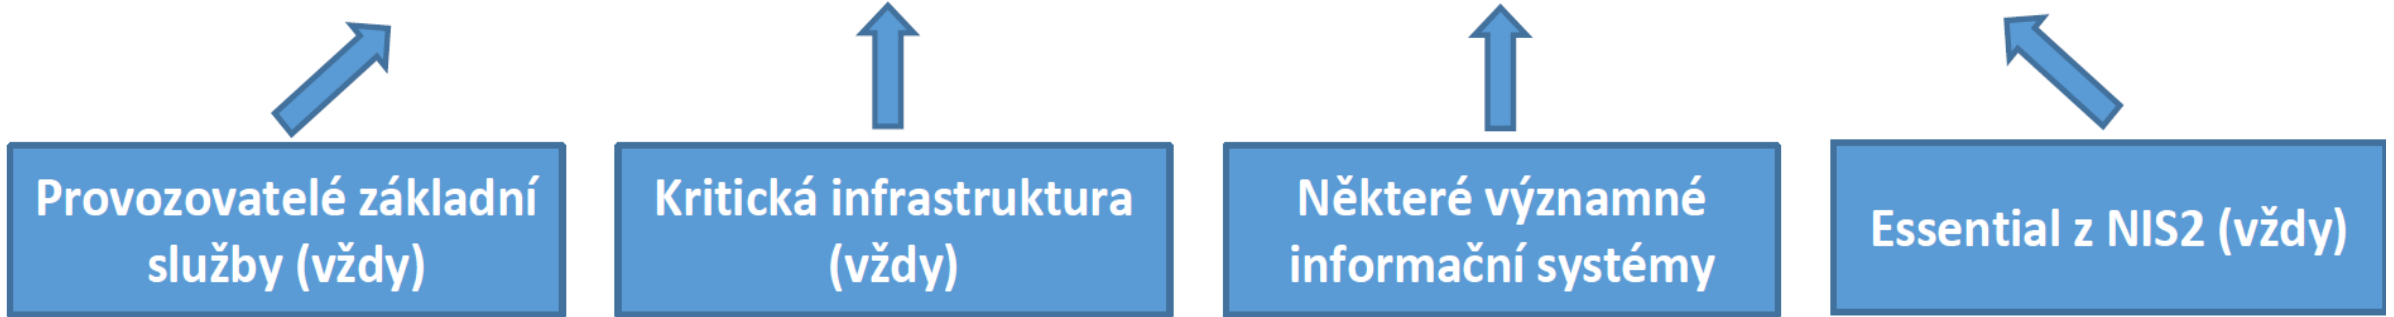 Provozovatelé základní
služby (vždy)
Kritická infrastruktura
(vždy)
Některé významné
informační systémy
Essential z NIS2 (vždy)